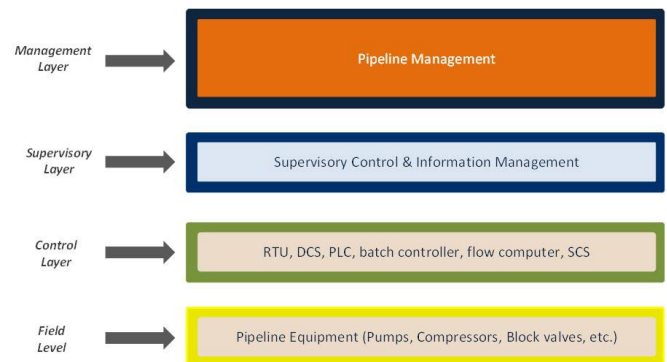 Management
Layer
Pipeline Management
Supervisory
Layer
Supervisory Control & Information Management
Control
Layer
RTU, DCS, PLC, batch controller, flow computer, SCS
Field
Level
Pipeline Equipment (Pumps, Compressors, Block valves, etc.)